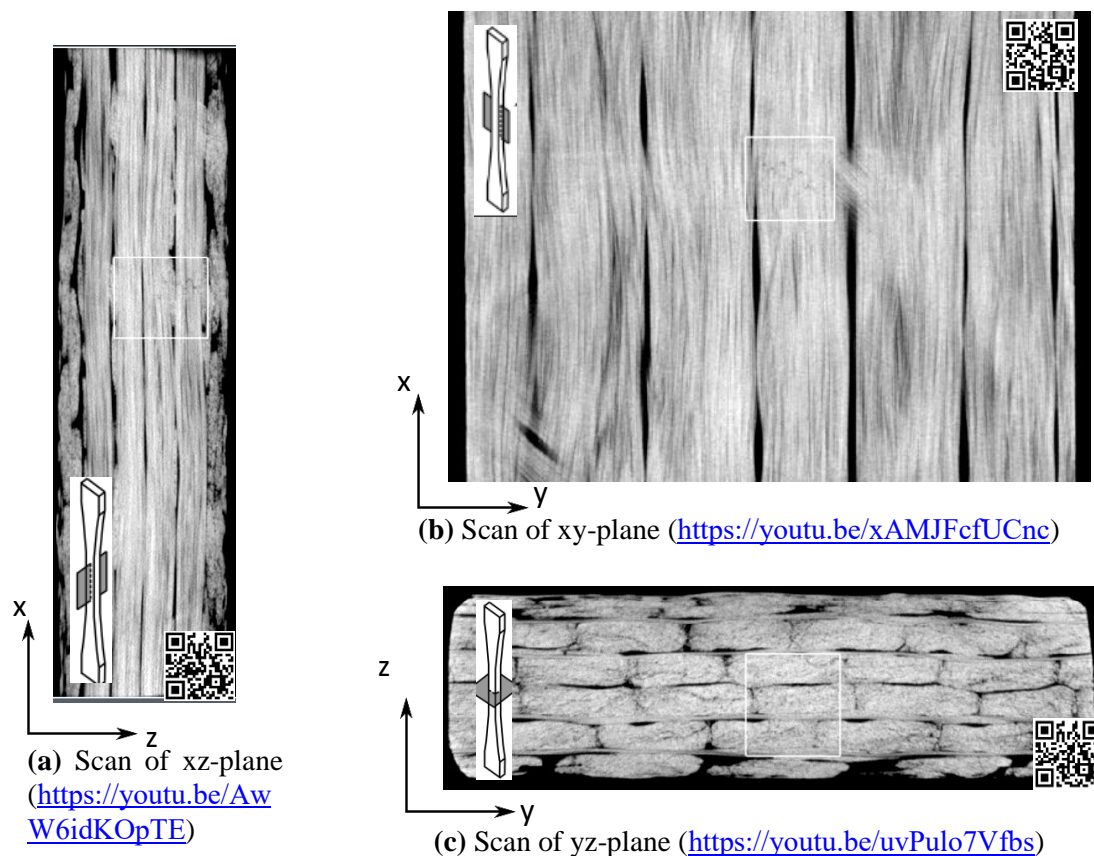 x
z
(a) Scan of xz-plane
(https://youtu.be/Aw
W6idKOpTE)
x
y
(b) Scan of xy-plane (https://youtu.be/xAMJFcfUCnc)
z
y
(c) Scan of yz-plane (https://youtu.be/uvPulo7Vfbs)